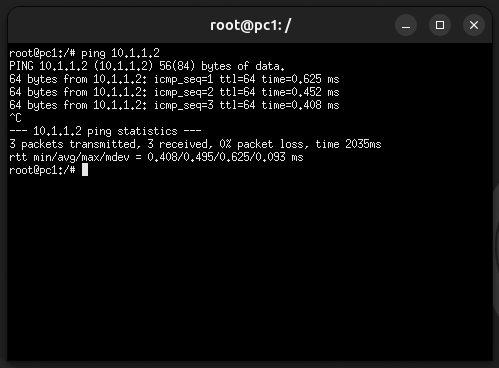 root@pc1: /
root@pc1:/# ping 10.1.1.2
PING 10.1.1.2 (10.1.1.2) 56(84) bytes of data.
64 bytes from 10.1.1.2: icmp_seq=1 ttl=64 time=0.625 ms
64 bytes from 10.1.1.2: icmp_seq=2 ttl=64 time=0.452 ms
64 bytes from 10.1.1.2: icmp_seq=3 ttl=64 time=0.408 ms
^C
--- 10.1.1.2 ping statistics ---
3 packets transmitted, 3 received, 0% packet loss, time 2035ms
rtt min/avg/max/mdev = 0.408/0.495/0.625/0.093 ms
root@pc1:/#